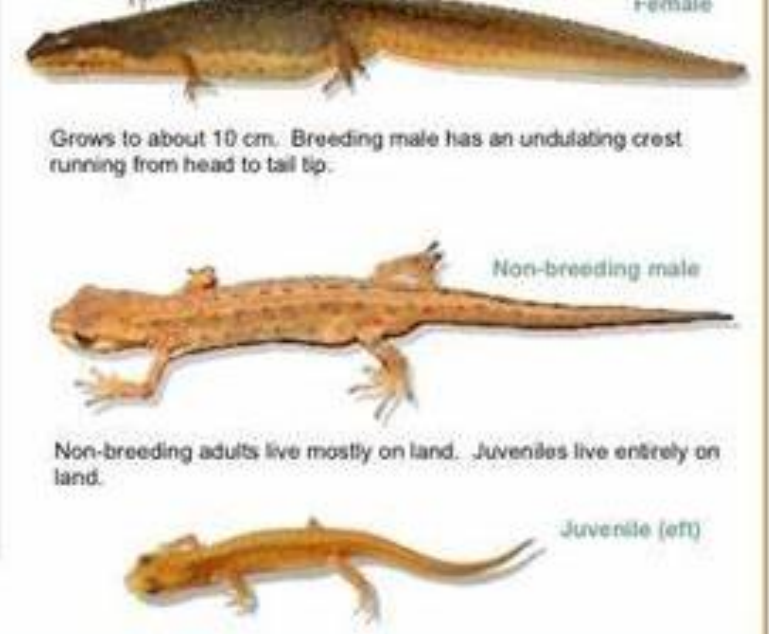 Female
Grows to about 10 cm. Breeding male has an undulating crest
running from head to tail tip.
Non-breeding male
Non-breeding adults live mostly on land. Juveniles live entirely on
land.
Juvenile (eft)